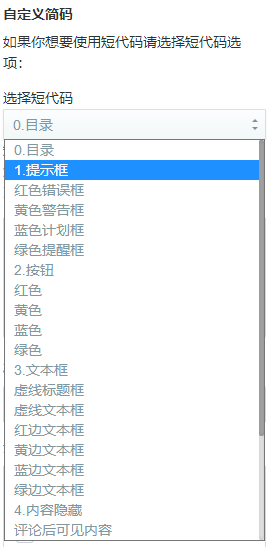 自定义简码
如果你想要使用短代码请选择短代码选
项：
选择短代码
0.目录
0.目录
1.提示框
红色错误框
黄色警告框
蓝色计划框
绿色提醒框
2.按钮
红色
黄色
蓝色
绿色
3.文本框
虚线标题框
虚线文本框
红边文本框
黄边文本框
蓝边文本框
绿边文本框
4.内容隐藏
评论后可见内容